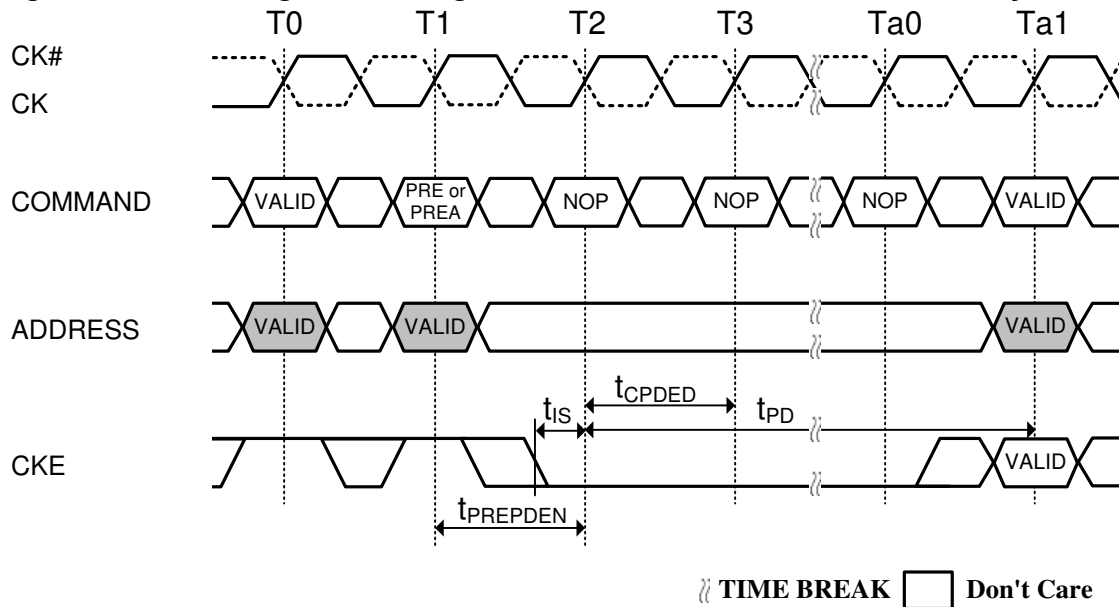 T0 T1 T2 T3 Ta0 Ta1
CK#
CK
COMMAND
VALID
PRE or
PREA
NOP
NOP
NOP
VALID
ADDRESS
VALID
VALID
VALID
tCPDED
tIS
tPD
CKE
VALID
tPREPDEN
TIME BREAK
Don't Care